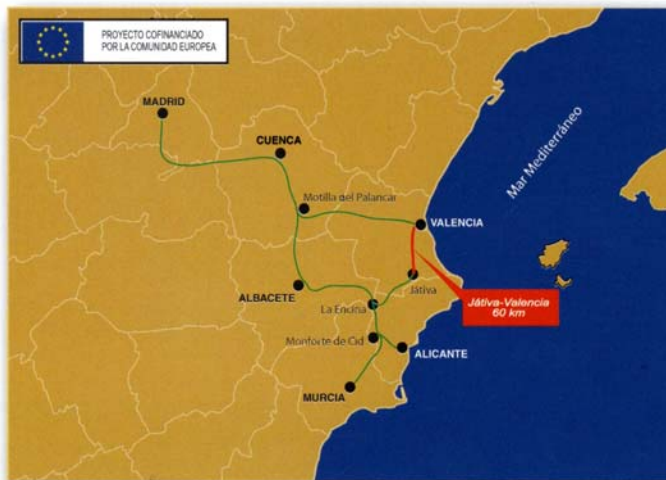 PROYECTO COFINANCIADO
POR LA COMUNIDAD EUROPEA
MADRID
CUENCA
Mar Mediterráneo
Motilla del Palancar
VALENCIA
ALBACETE
Játiva
La Encina
Játiva-Valencia
60 km
Monforte de Cid
ALICANTE
MURCIA